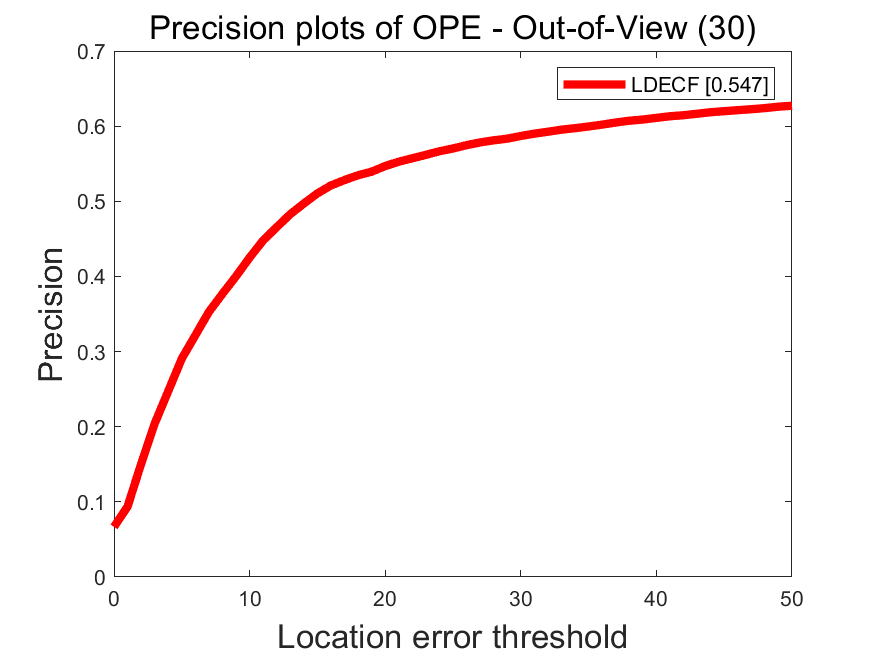 Precision plots of OPE - Out-of-View (30)
LDECF [0.547]
Precision
0.7
0.6
0.5
0.4
0.3
0.2
0.1
0
0 10 20 30 40 50
Location error threshold